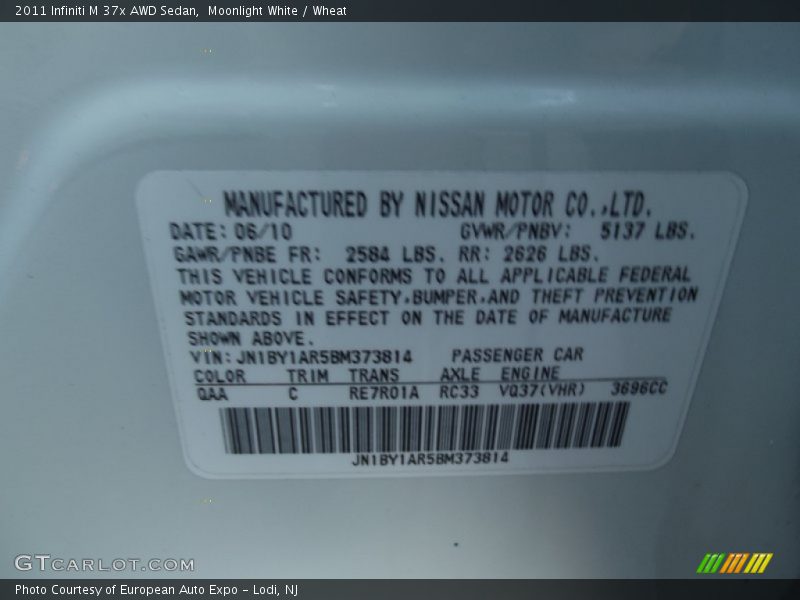 2011 Infiniti M 37x AWD Sedan,  Moonlight White / Wheat
MANUFACTURED BY NISSAN MOTOR CO.,LTD.
DATE: 06/10 GVWR/PNBV: 5137 LBS.
GAWR/PNBE FR: 2584 LBS. RR: 2626 LBS.
THIS VEHICLE CONFORMS TO ALL APPLICABLE FEDERAL
MOTOR VEHICLE SAFETY,BUMPER,AND THEFT PREVENTION
STANDARDS IN EFFECT ON THE DATE OF MANUFACTURE
SHOWN ABOVE.
VIN: JN1BY1AR5BM373814 PASSENGER CAR
COLOR TRIM TRANS AXLE ENGINE
QAA C RE7R01A RC33 VQ37(VHR) 3696CC
JN1BY1AR5BM373814
GTCARLOT.COM
Photo Courtesy of European Auto Expo - Lodi, NJ